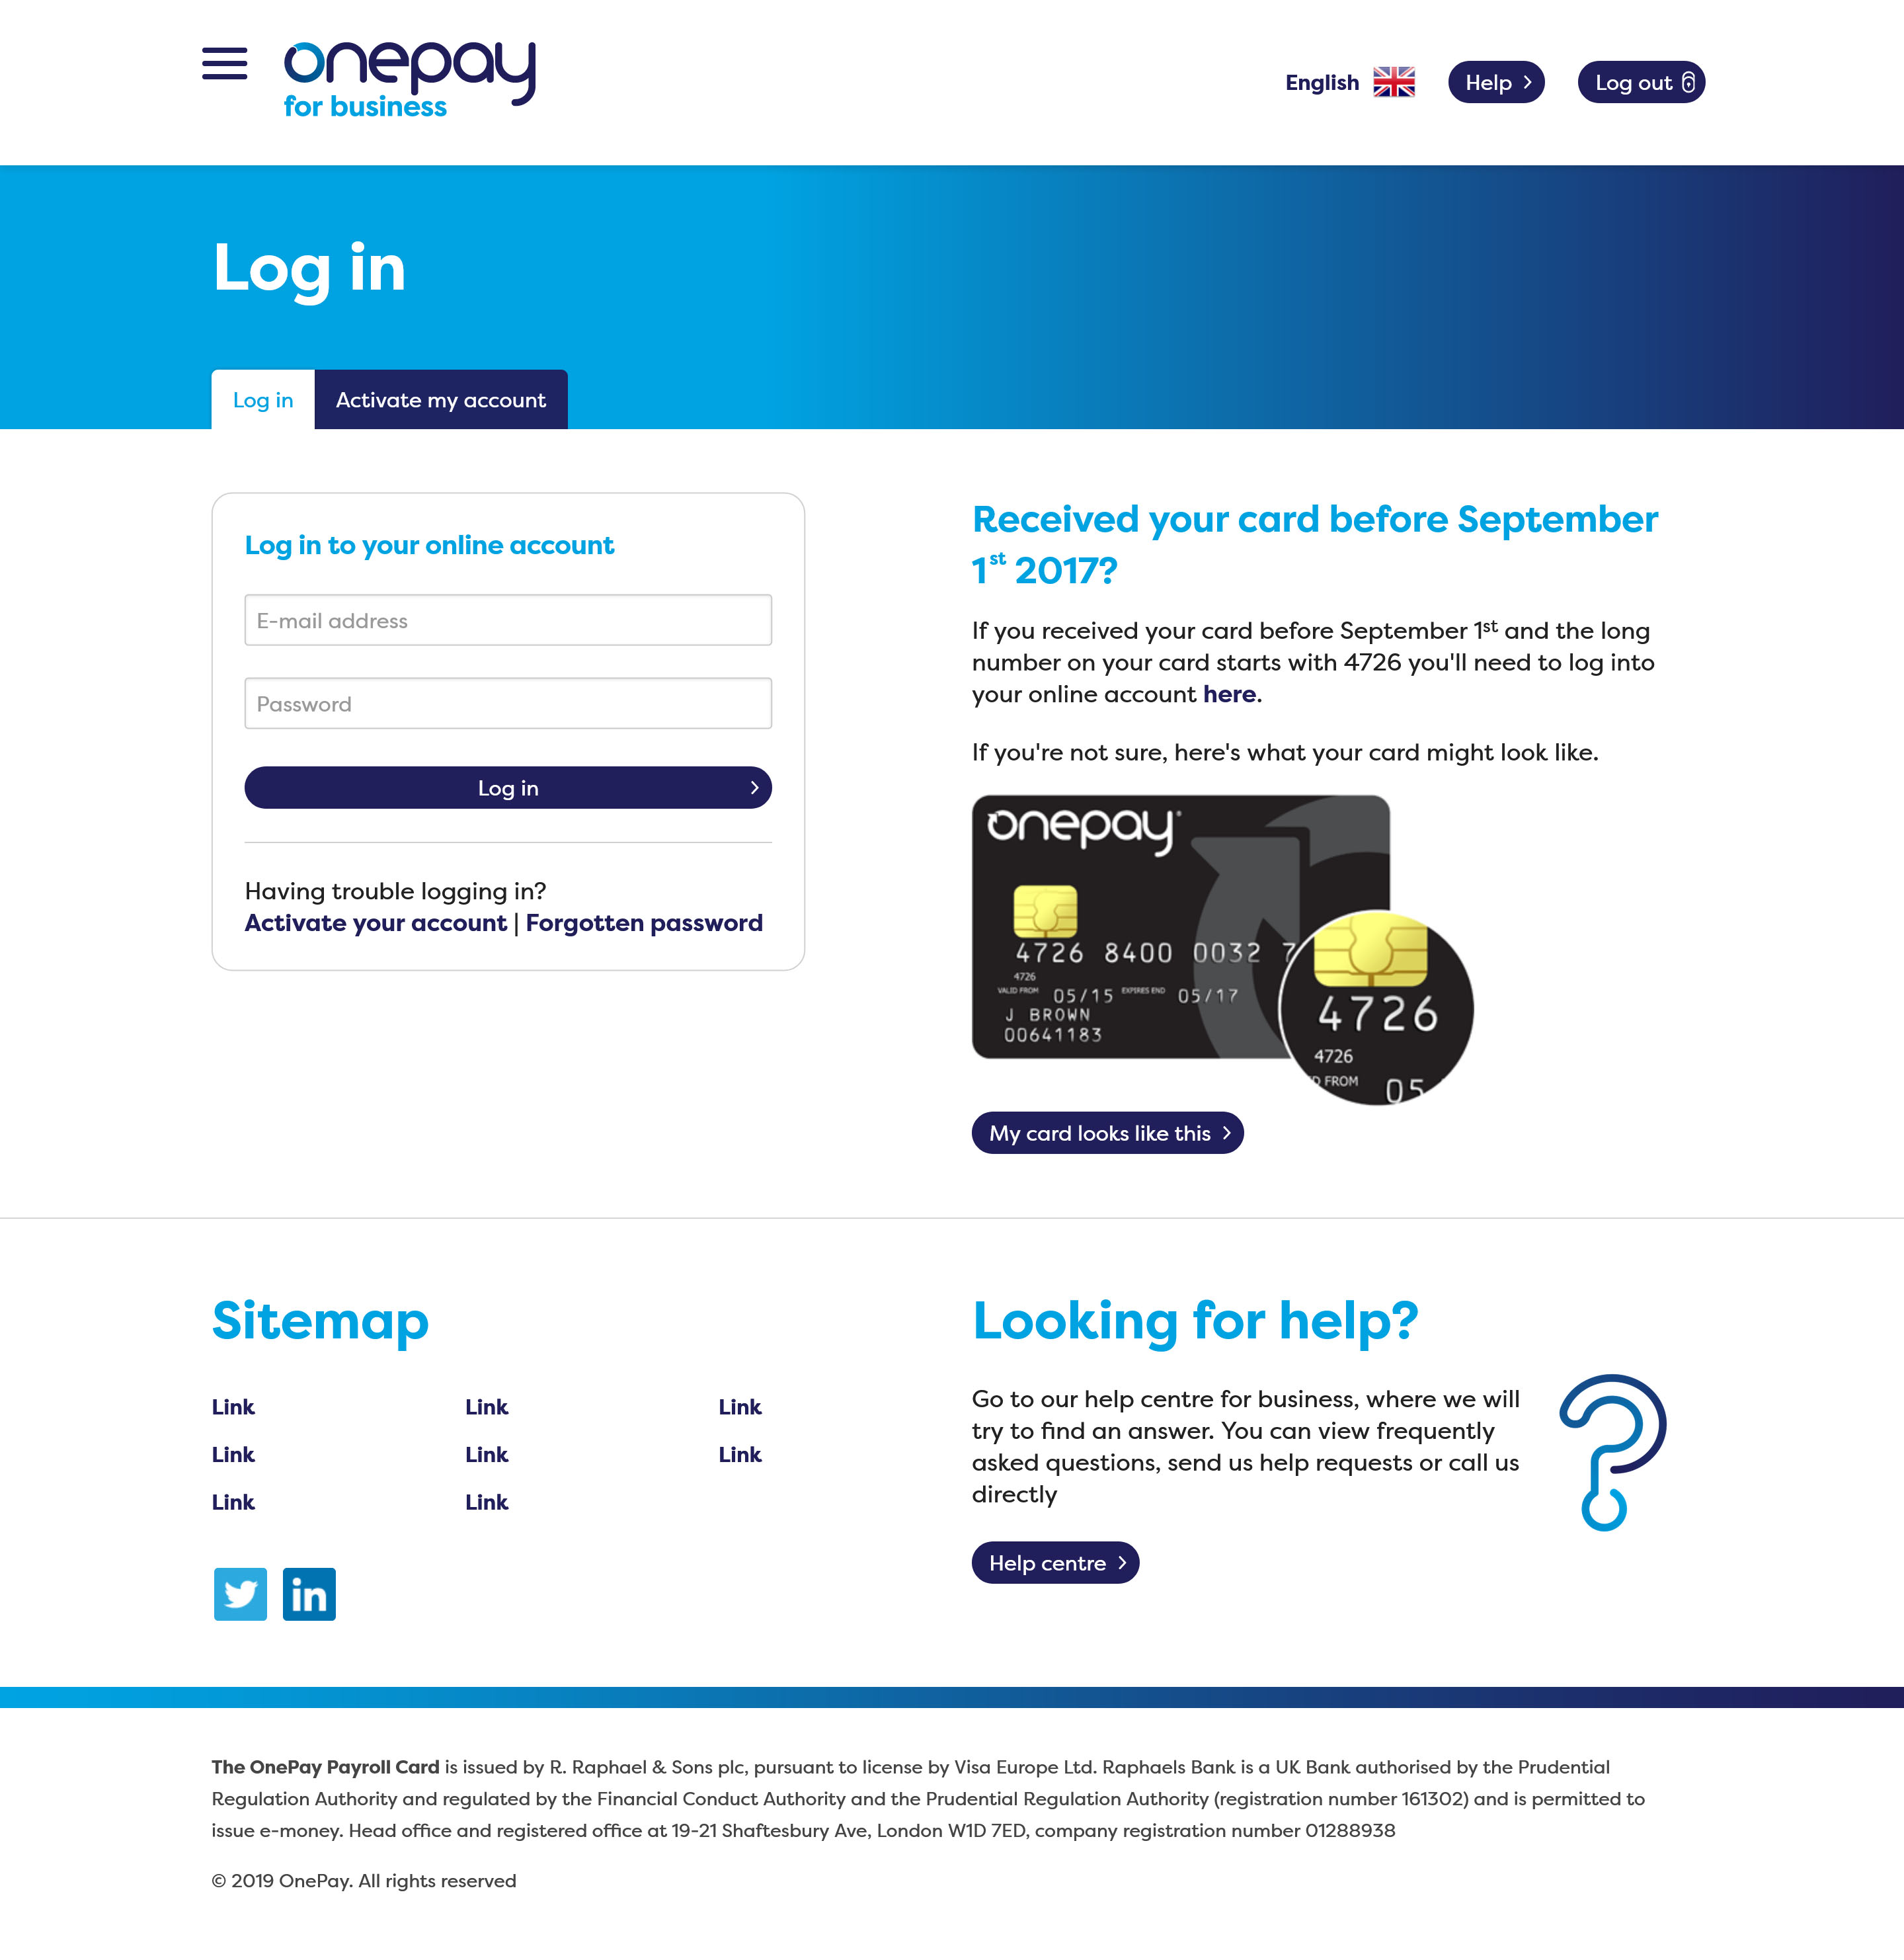 onepay
for business
English
Help
Log out
Log in
Log in
Activate my account
Log in to your online account
E-mail address
Password
Log in
Having trouble logging in?
Activate your account | Forgotten password
Received your card before September
1st 2017?
If you received your card before September 1st and the long
number on your card starts with 4726 you'll need to log into
your online account here.
If you're not sure, here's what your card might look like.
onepay
4726 8400 0032 7
4726
VALID FROM 05/15 EXPIRES END 05/17
J BROWN
00641183
4726
4726
D FROM 05
My card looks like this
Sitemap
Link Link Link
Link Link Link
Link Link
in
Looking for help?
Go to our help centre for business, where we will
try to find an answer. You can view frequently
asked questions, send us help requests or call us
directly
Help centre
The OnePay Payroll Card is issued by R. Raphael & Sons plc, pursuant to license by Visa Europe Ltd. Raphaels Bank is a UK Bank authorised by the Prudential
Regulation Authority and regulated by the Financial Conduct Authority and the Prudential Regulation Authority (registration number 161302) and is permitted to
issue e-money. Head office and registered office at 19-21 Shaftesbury Ave, London W1D 7ED, company registration number 01288938
© 2019 OnePay. All rights reserved